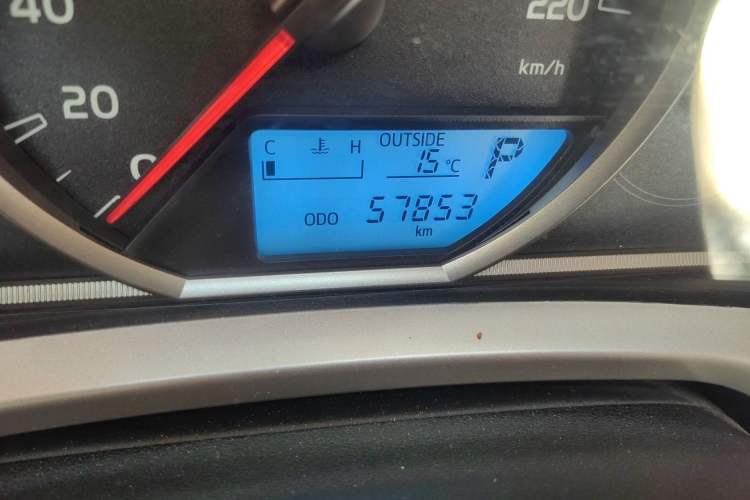 40
220
km/h
20
0
C H OUTSIDE
15 °C P
ODO 57853
km